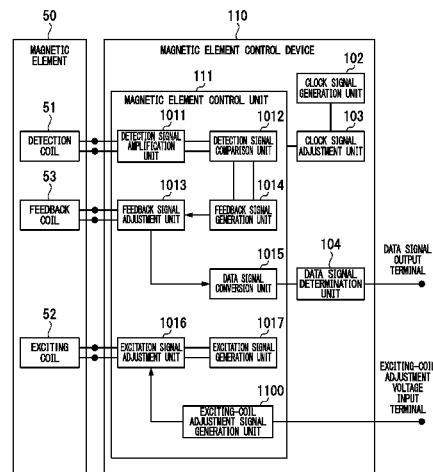 50
110
MAGNETIC
ELEMENT
MAGNETIC ELEMENT CONTROL DEVICE
102
CLOCK SIGNAL
GENERATION UNIT
111
MAGNETIC ELEMENT CONTROL UNIT
51
1011
1012
103
DETECTION
COIL
DETECTION SIGNAL
AMPLIFICATION
UNIT
DETECTION SIGNAL
COMPARISON UNIT
CLOCK SIGNAL
ADJUSTMENT UNIT
53
1013
1014
FEEDBACK
COIL
FEEDBACK SIGNAL
ADJUSTMENT UNIT
FEEDBACK SIGNAL
GENERATION UNIT
1015
104
DATA SIGNAL
OUTPUT
TERMINAL
DATA SIGNAL
CONVERSION UNIT
DATA SIGNAL
DETERMINATION
UNIT
52
1016
1017
EXCITING
COIL
EXCITATION SIGNAL
ADJUSTMENT UNIT
EXCITATION SIGNAL
GENERATION UNIT
EXCITING-COIL
ADJUSTMENT
VOLTAGE
INPUT
TERMINAL
1100
EXCITING-COIL
ADJUSTMENT SIGNAL
GENERATION UNIT